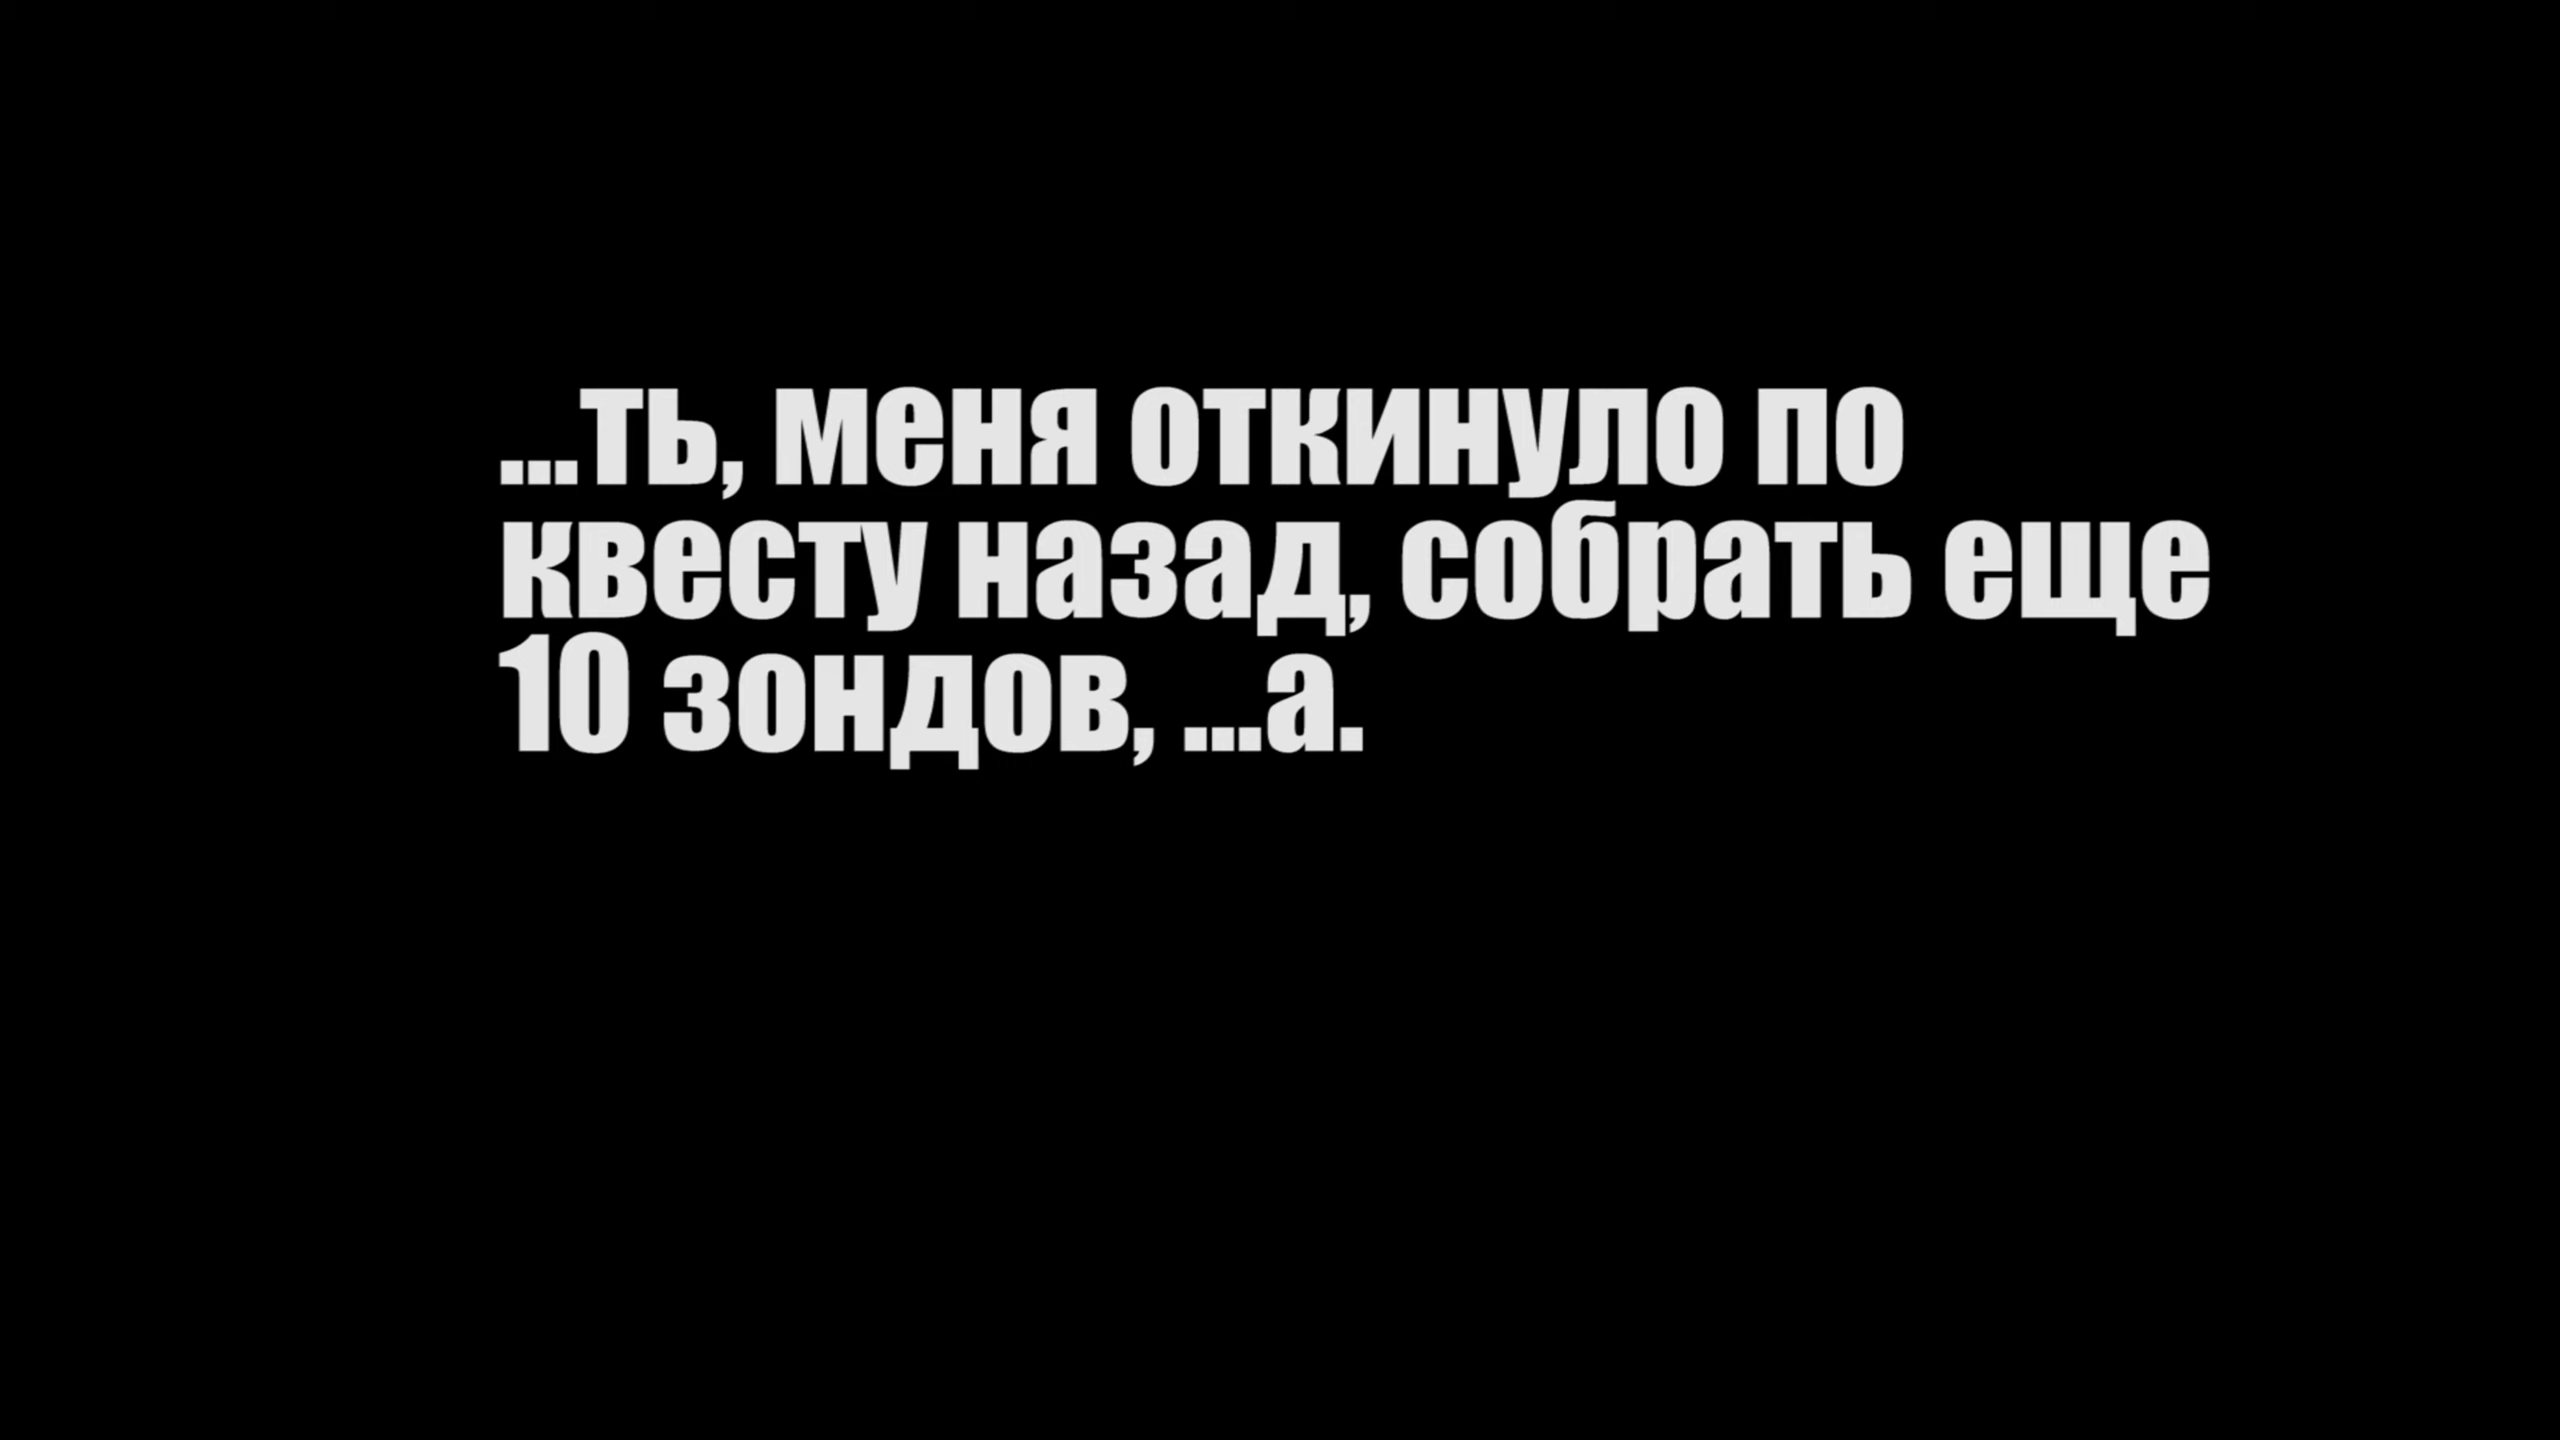 ...ть, меня откинуло по
квесту назад, собрать еще
10 зондов, ...а.